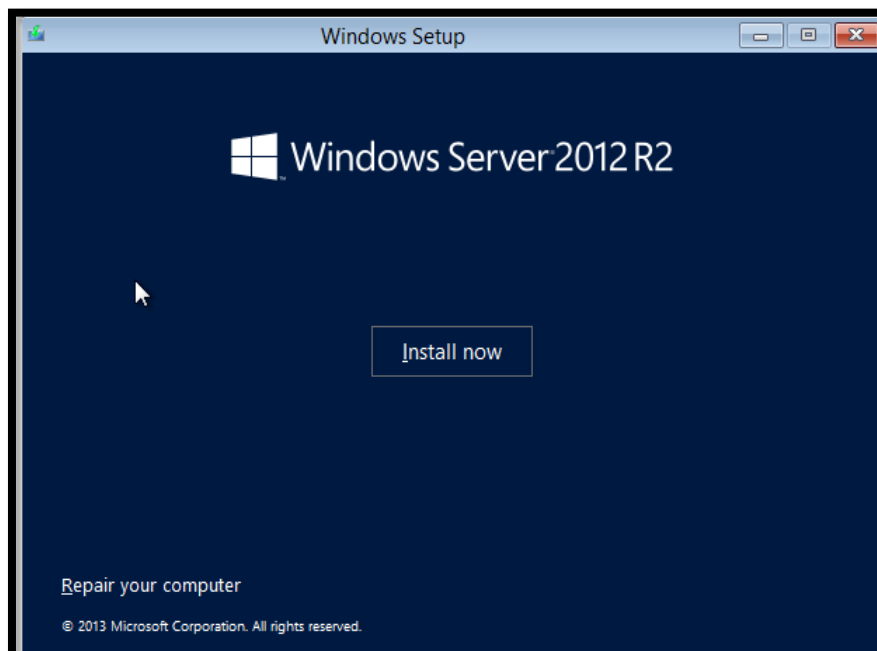 Windows Setup
Windows Server 2012 R2
Install now
Repair your computer
© 2013 Microsoft Corporation. All rights reserved.